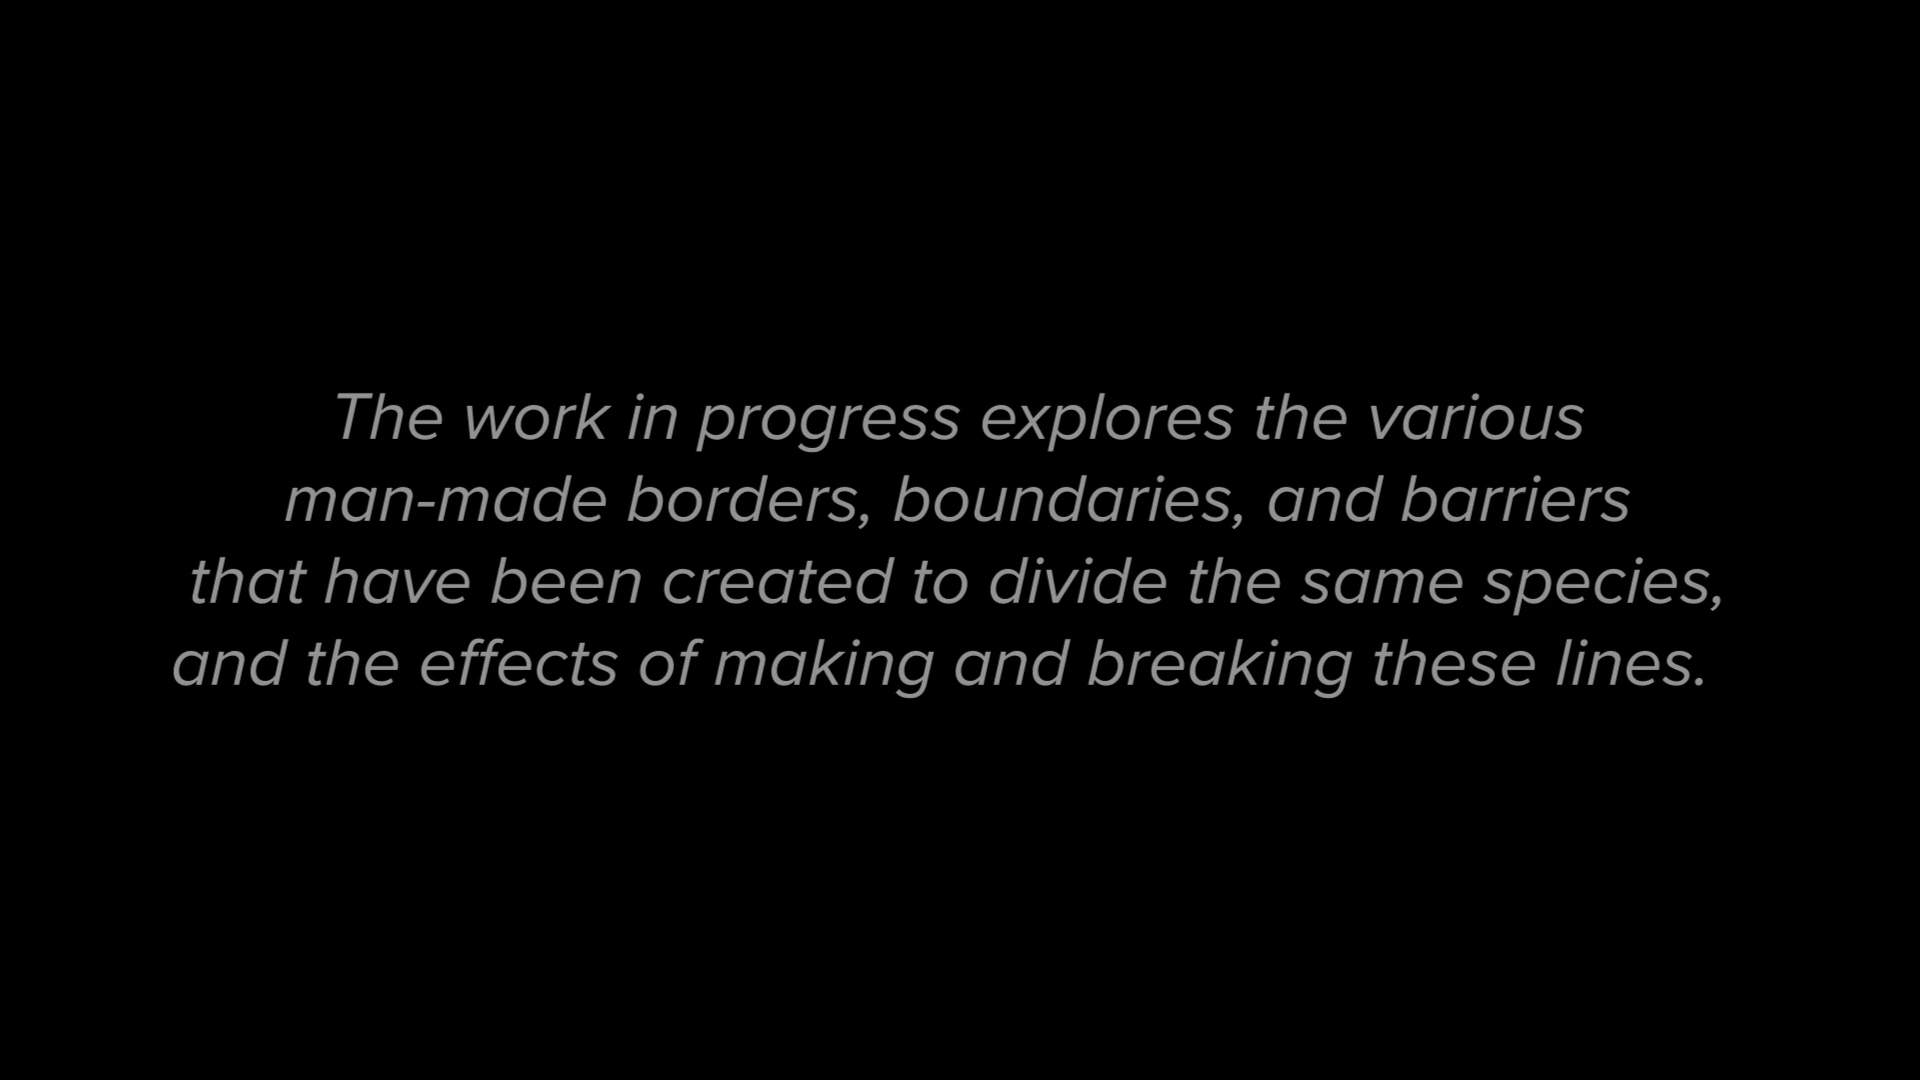 The work in progress explores the various
man-made borders, boundaries, and barriers
that have been created to divide the same species,
and the effects of making and breaking these lines.